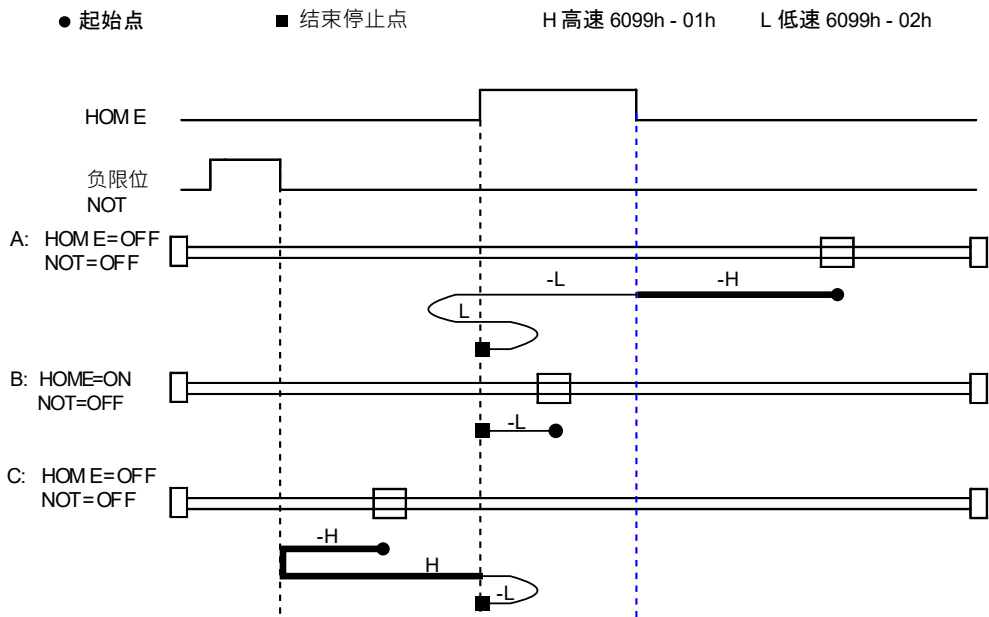 ● 起始点 ■ 结束停止点 H 高速 6099h - 01h L 低速 6099h - 02h
HOME
负限位
NOT
A: HOME=OFF
NOT=OFF
-L -H
L
B: HOME=ON
NOT=OFF
-L
C: HOME=OFF
NOT=OFF
-H
H
-L